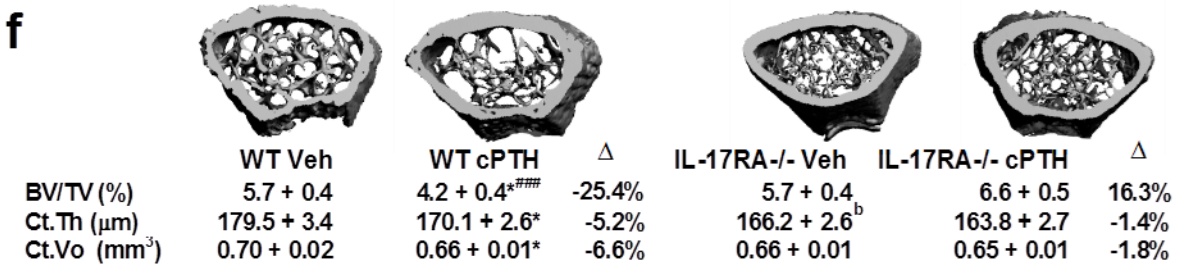 f
WT Veh WT cPTH Δ IL-17RA-/- Veh IL-17RA-/- cPTH Δ
BV/TV (%) 5.7 + 0.4 4.2 + 0.4*### -25.4% 5.7 + 0.4 6.6 + 0.5 16.3%
Ct.Th (μm) 179.5 + 3.4 170.1 + 2.6* -5.2% 166.2 + 2.6b 163.8 + 2.7 -1.4%
Ct.Vo (mm3) 0.70 + 0.02 0.66 + 0.01* -6.6% 0.66 + 0.01 0.65 + 0.01 -1.8%